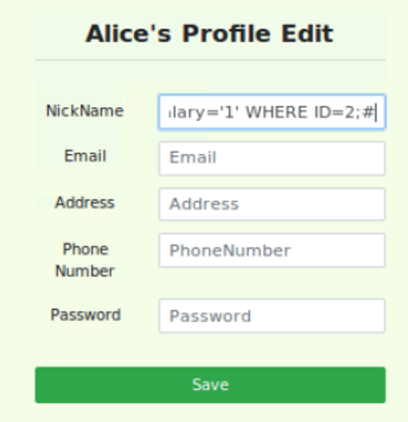 Alice's Profile Edit
NickName
lary='1' WHERE ID=2;#
Email
Email
Address
Address
Phone
Number
PhoneNumber
Password
Password
Save